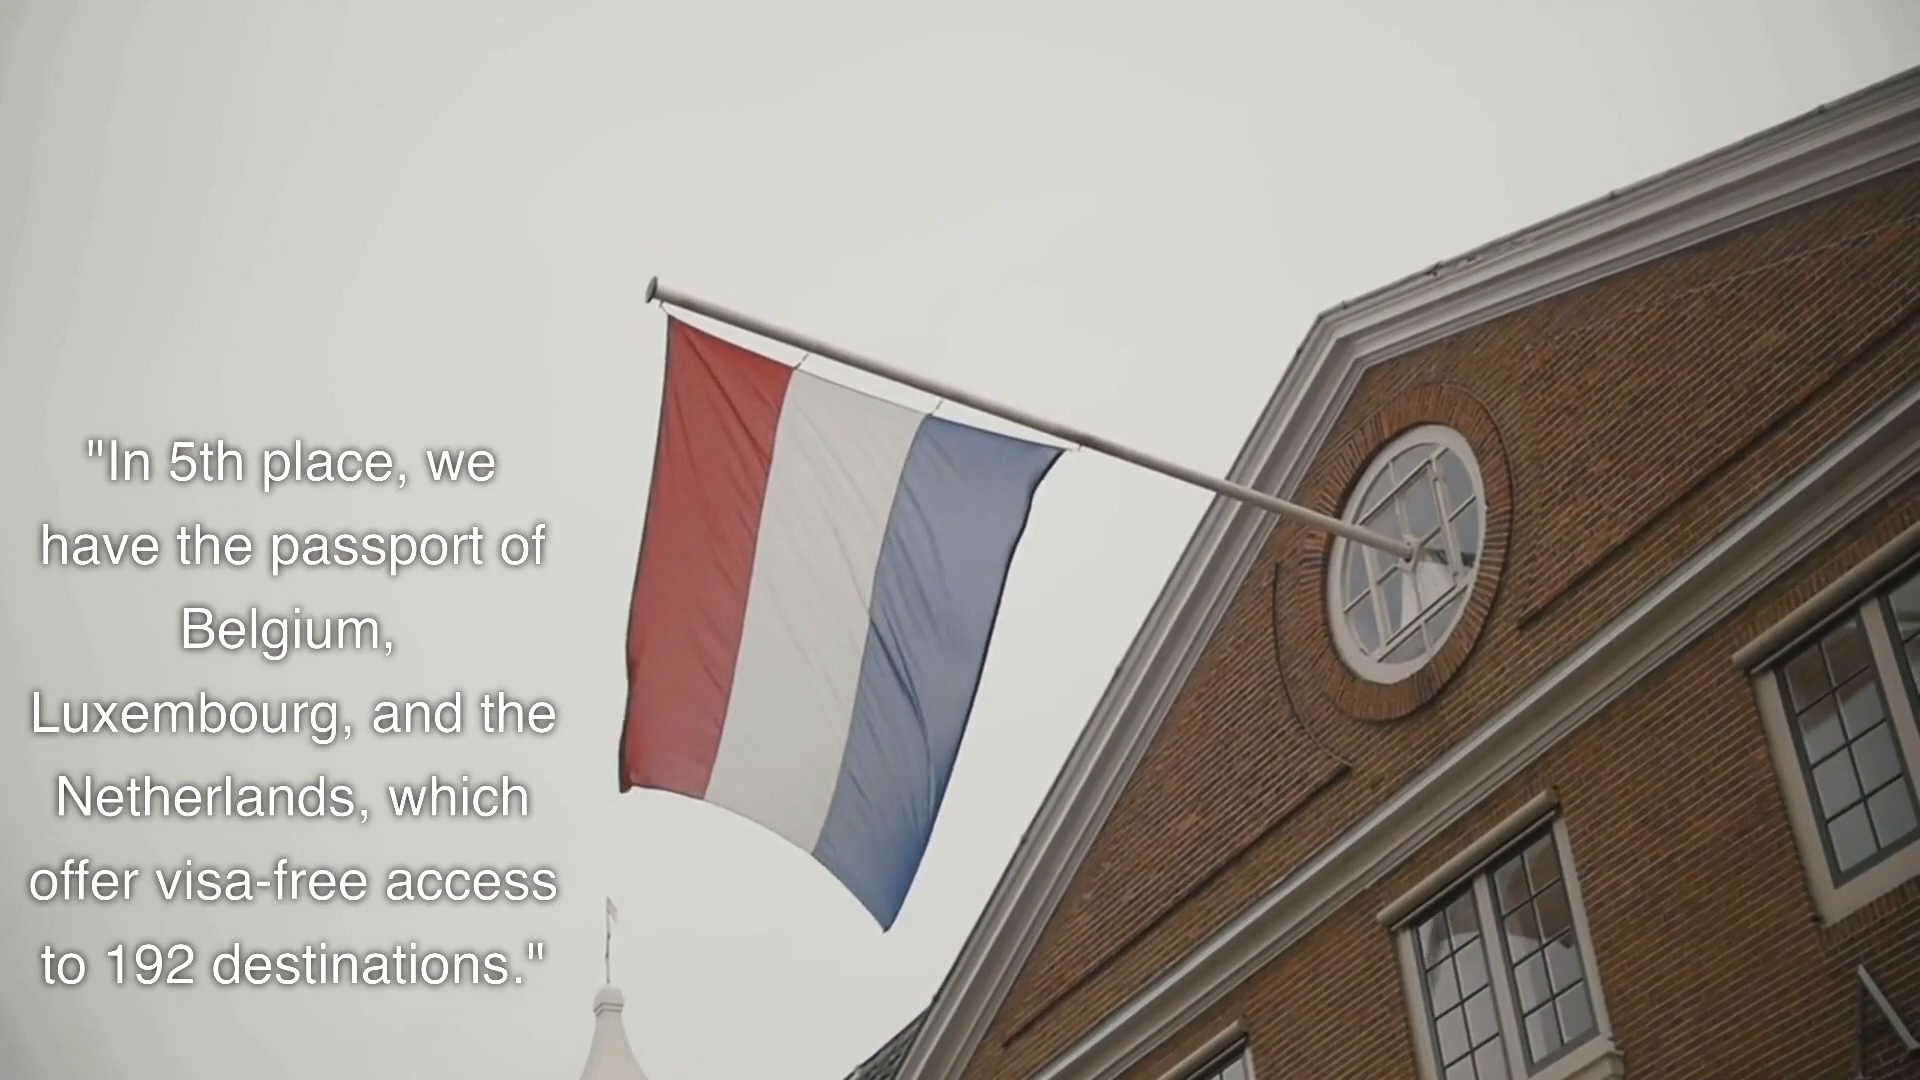 "In 5th place, we
have the passport of
Belgium,
Luxembourg, and the
Netherlands, which
offer visa-free access
to 192 destinations."